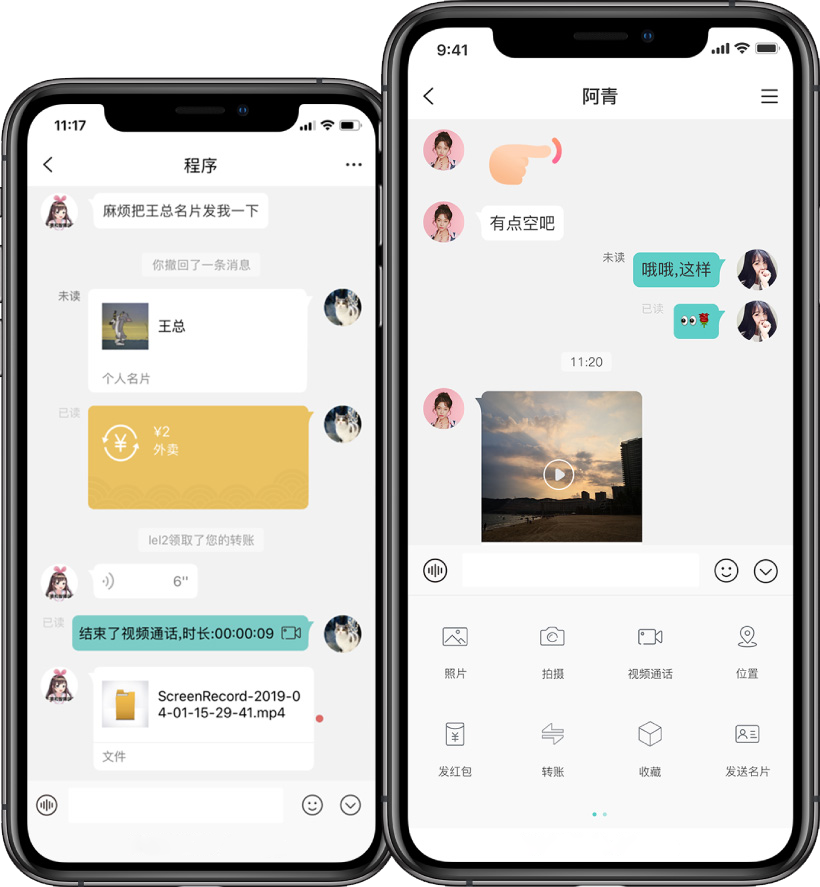 11:17
程序
麻烦把王总名片发我一下
你撤回了一条消息
未读
王总
个人名片
已读
¥2
外卖
lel2领取了您的转账
6"
已读
结束了视频通话,时长:00:00:09
ScreenRecord-2019-0
4-01-15-29-41.mp4
文件
9:41
阿青
有点空吧
未读
哦哦,这样
已读
11:20
照片
拍摄
视频通话
位置
发红包
转账
收藏
发送名片